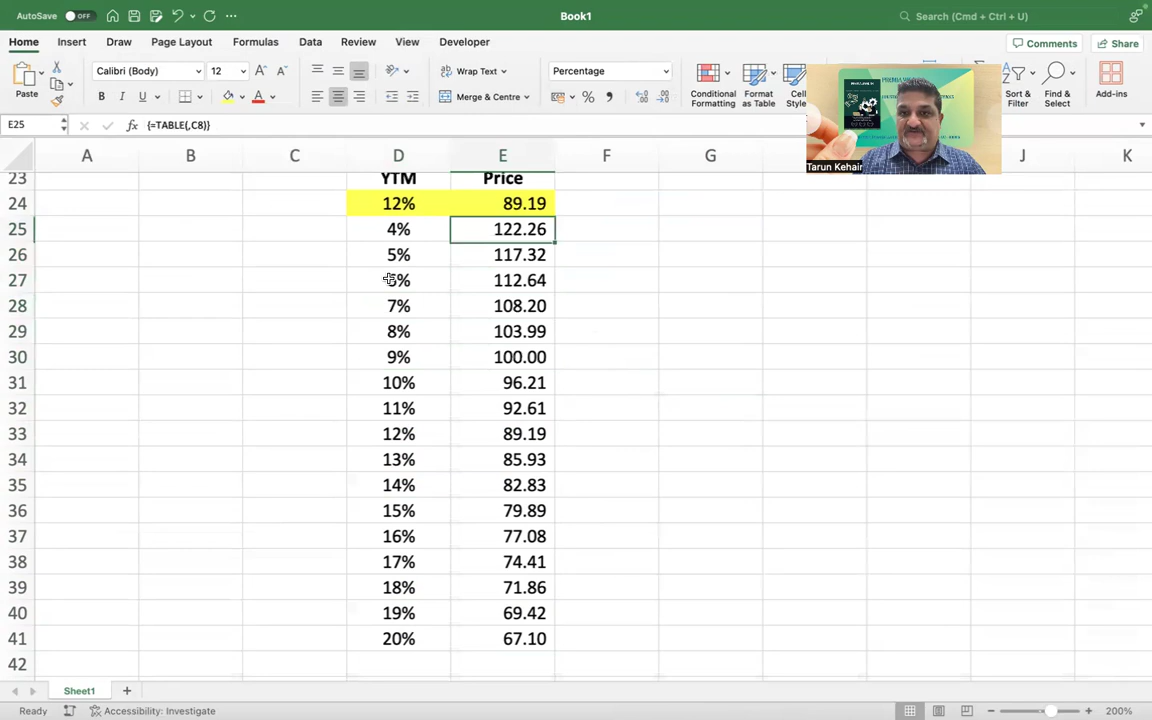 AutoSave OFF Book1 Search (Cmd + Ctrl + U)
Home Insert Draw Page Layout Formulas Data Review View Developer Comments Share
Paste Calibri (Body) 12 A A Wrap Text Percentage Conditional Formatting Format as Table Cell Styles Sort & Filter Find & Select Add-ins
B I U A Merge & Centre %
E25 fx {=TABLE(,C8)}
Tarun Kehair
A B C D E F G J K
23 YTM Price
24 12% 89.19
25 4% 122.26
26 5% 117.32
27 6% 112.64
28 7% 108.20
29 8% 103.99
30 9% 100.00
31 10% 96.21
32 11% 92.61
33 12% 89.19
34 13% 85.93
35 14% 82.83
36 15% 79.89
37 16% 77.08
38 17% 74.41
39 18% 71.86
40 19% 69.42
41 20% 67.10
42
Sheet1
Ready Accessibility: Investigate 200%